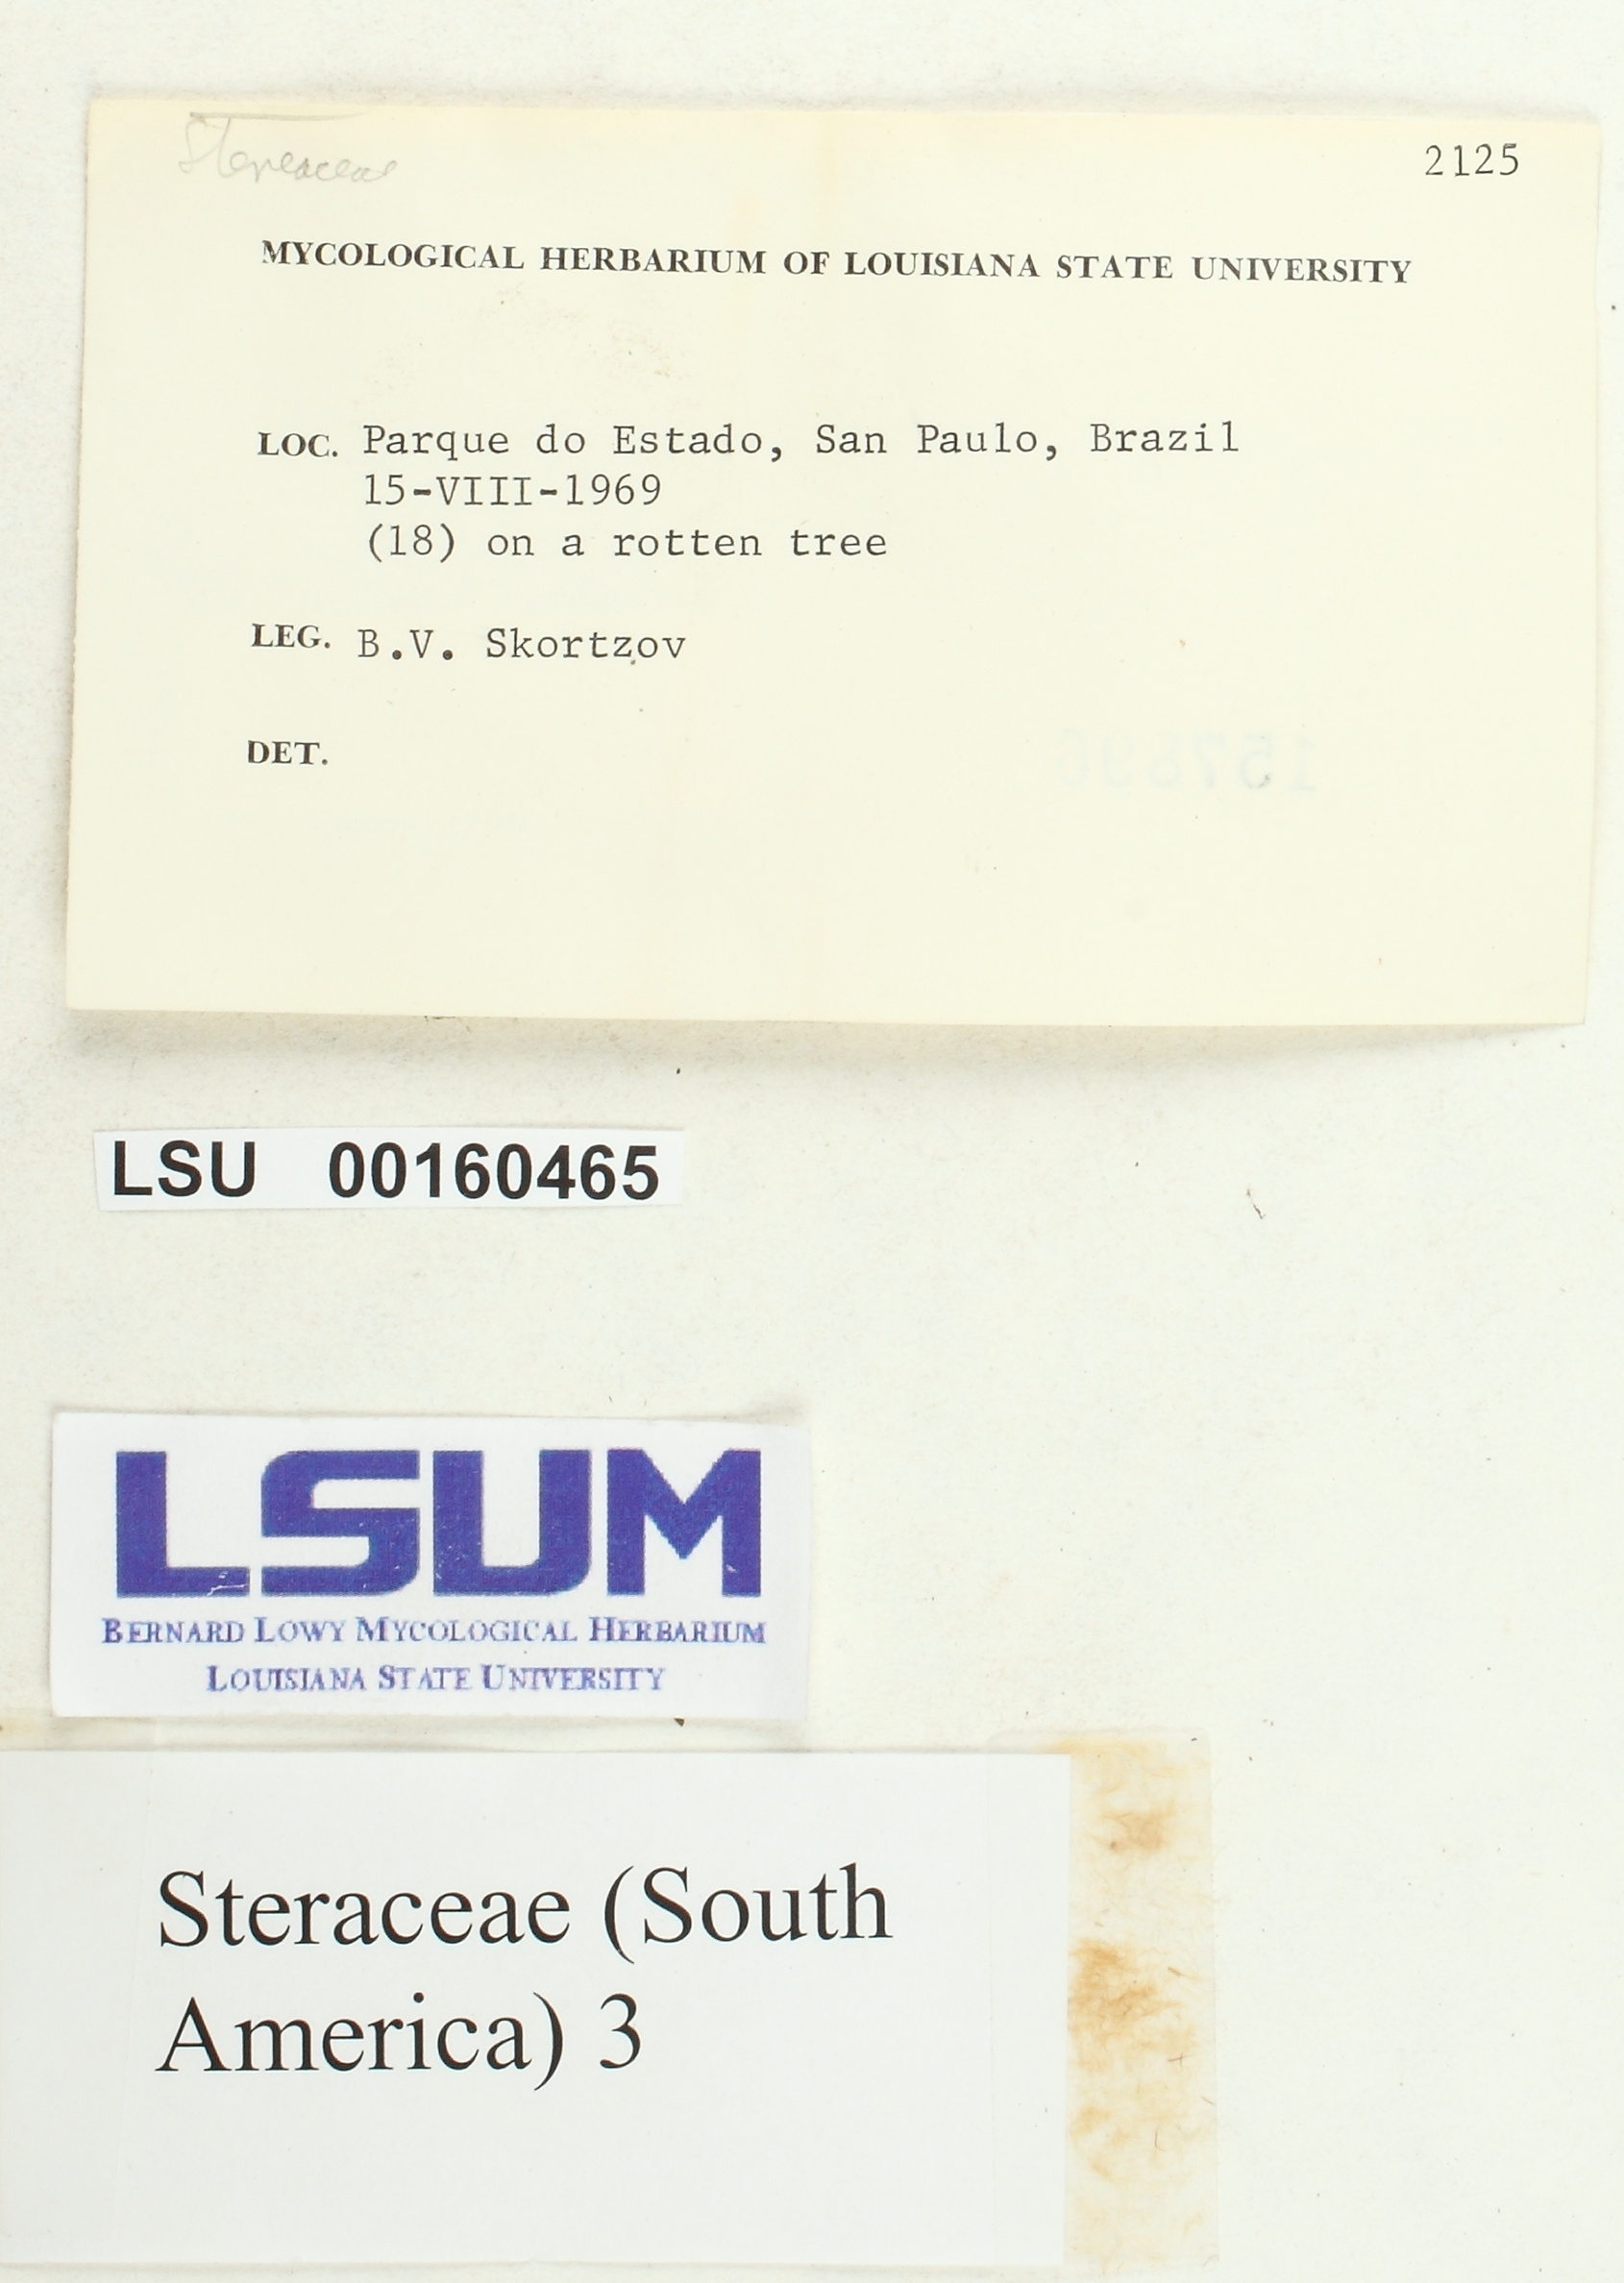 Stereaceae
2125
MYCOLOGICAL HERBARIUM OF LOUISIANA STATE UNIVERSITY
LOC. Parque do Estado, San Paulo, Brazil
15-VIII-1969
(18) on a rotten tree
LEG. B.V. Skortzov
DET.
LSU 00160465
LSUM
BERNARD LOWY MYCOLOGICAL HERBARIUM
LOUISIANA STATE UNIVERSITY
Steraceae (South
America) 3